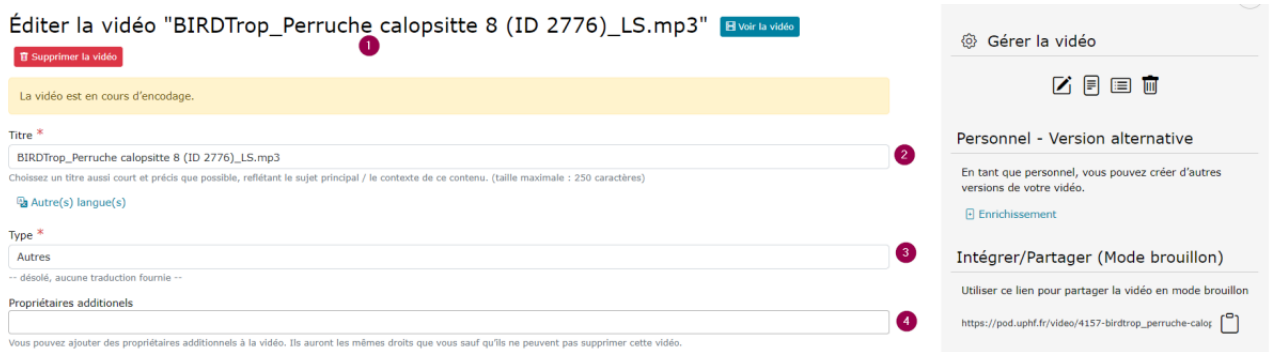 Éditer la vidéo "BIRDTrop_Perruche calopsitte 8 (ID 2776)_LS.mp3" Voir la vidéo
1
Supprimer la vidéo
La vidéo est en cours d'encodage.
Titre *
BIRDTrop_Perruche calopsitte 8 (ID 2776)_LS.mp3
2
Choisissez un titre aussi court et précis que possible, reflétant le sujet principal / le contexte de ce contenu. (taille maximale : 250 caractères)
Autre(s) langue(s)
Type *
Autres
3
-- désolé, aucune traduction fournie --
Propriétaires additionels
4
Vous pouvez ajouter des propriétaires additionels à la vidéo. Ils auront les mêmes droits que vous sauf qu'ils ne peuvent pas supprimer cette vidéo.
Gérer la vidéo
Personnel - Version alternative
En tant que personnel, vous pouvez créer d'autres
versions de votre vidéo.
Enrichissement
Intégrer/Partager (Mode brouillon)
Utiliser ce lien pour partager la vidéo en mode brouillon
https://pod.uphf.fr/video/4157-birdtrop_perruche-calop